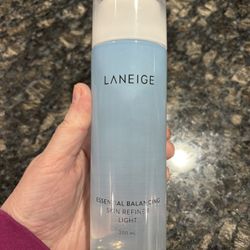 LANEIGE
ESSENTIAL BALANCING
SKIN REFINER
LIGHT
200 mL